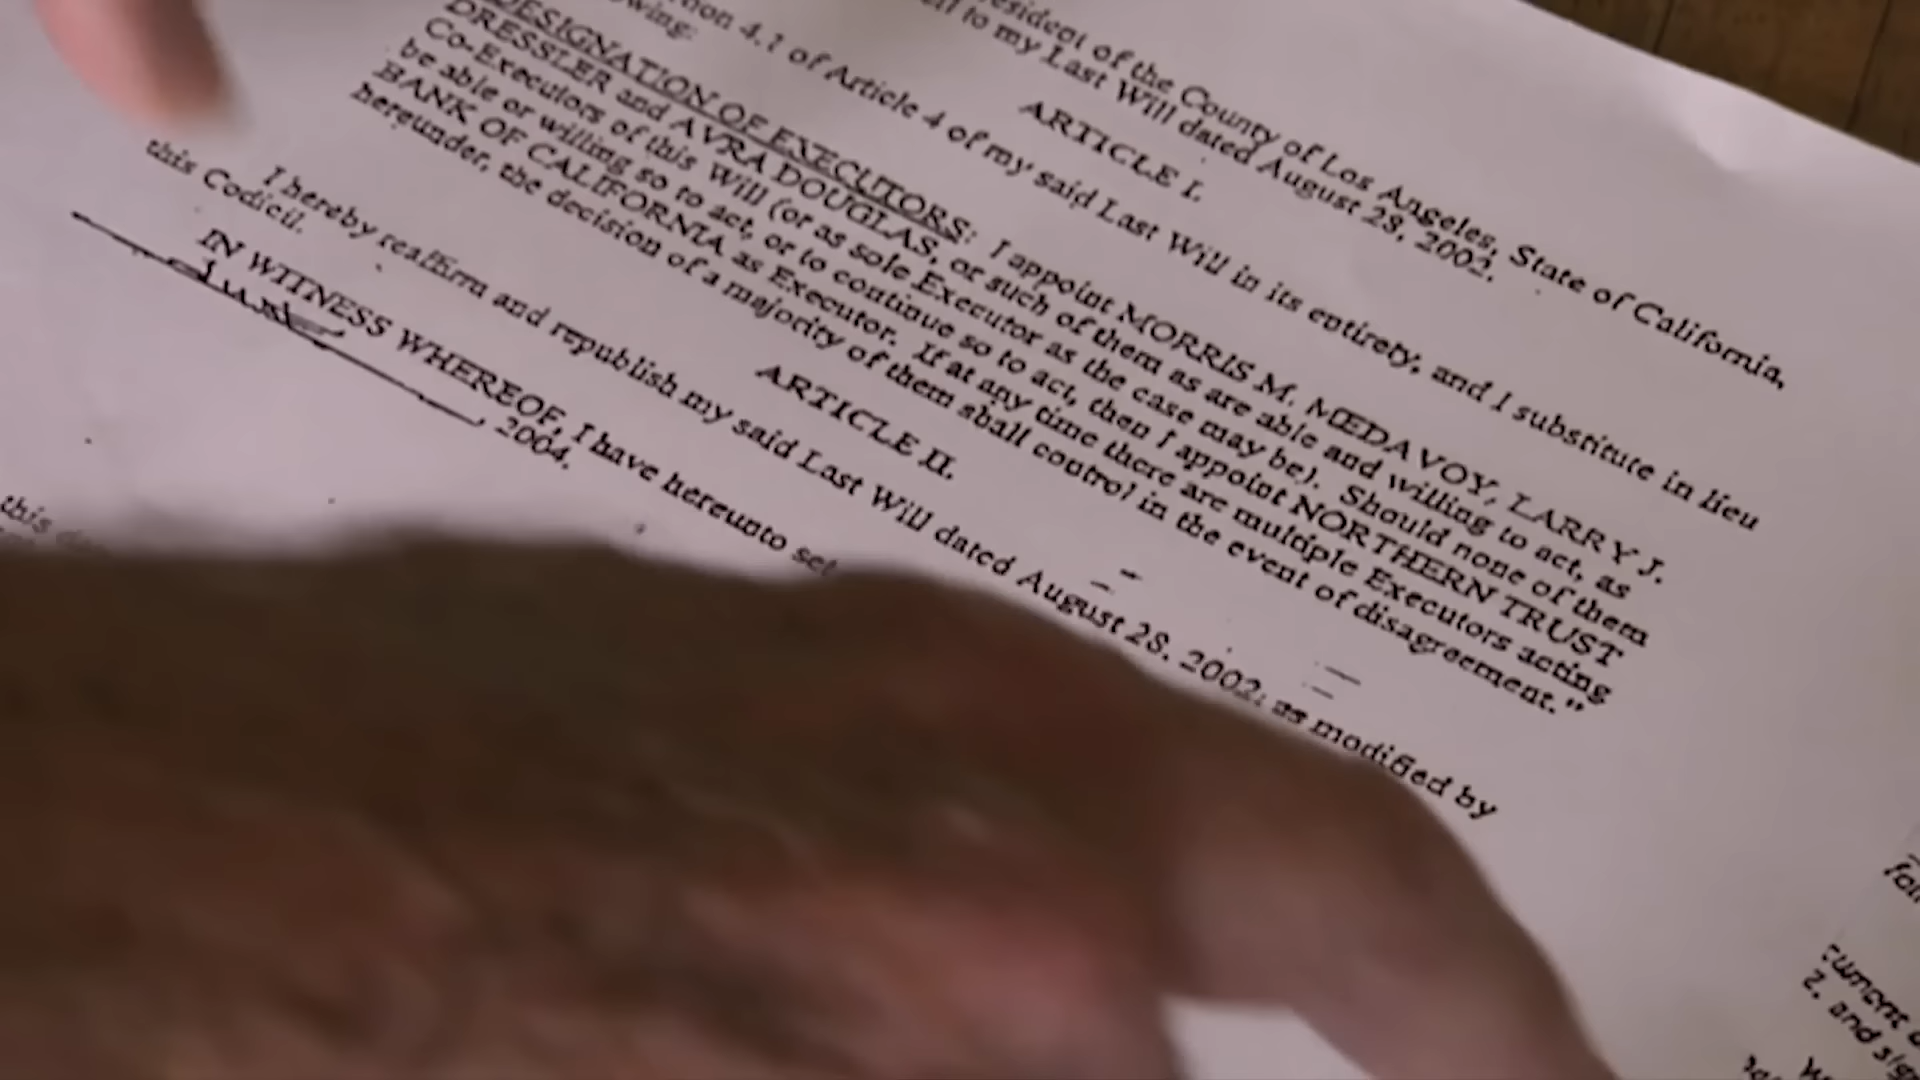 resident of the County of Los Angeles, State of California,
to my Last Will dated August 28, 2002.
ARTICLE I.
4.1 of Article 4 of my said Last Will in its entirety, and I substitute in lieu
DESIGNATION OF EXECUTORS: I appoint MORRIS M. MEDAVOY, LARRY J.
DRESSLER and AVRA DOUGLAS, or such of them as are able and willing to act, as
Co-Executors of this Will (or as sole Executor as the case may be). Should none of them
be able or willing so to act, or to continue so to act, then I appoint NORTHERN TRUST
BANK OF CALIFORNIA as Executor. If at any time there are multiple Executors acting
hereunder, the decision of a majority of them shall control in the event of disagreement."
ARTICLE II.
I hereby reaffirm and republish my said Last Will dated August 28, 2002, as modified by
this Codicil.
IN WITNESS WHEREOF, I have hereunto set
June
, 2004.
this
2. and